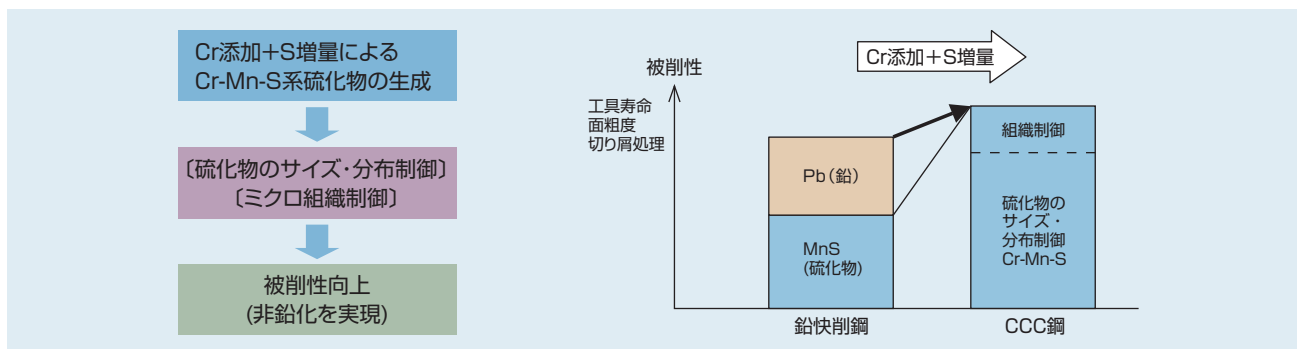 Cr添加+S増量による
Cr-Mn-S系硫化物の生成
〔硫化物のサイズ・分布制御〕
〔ミクロ組織制御〕
被削性向上
(非鉛化を実現)
Cr添加+S増量
被削性
工具寿命
面粗度
切り屑処理
Pb(鉛)
MnS
(硫化物)
組織制御
硫化物の
サイズ・
分布制御
Cr-Mn-S
鉛快削鋼
CCC鋼